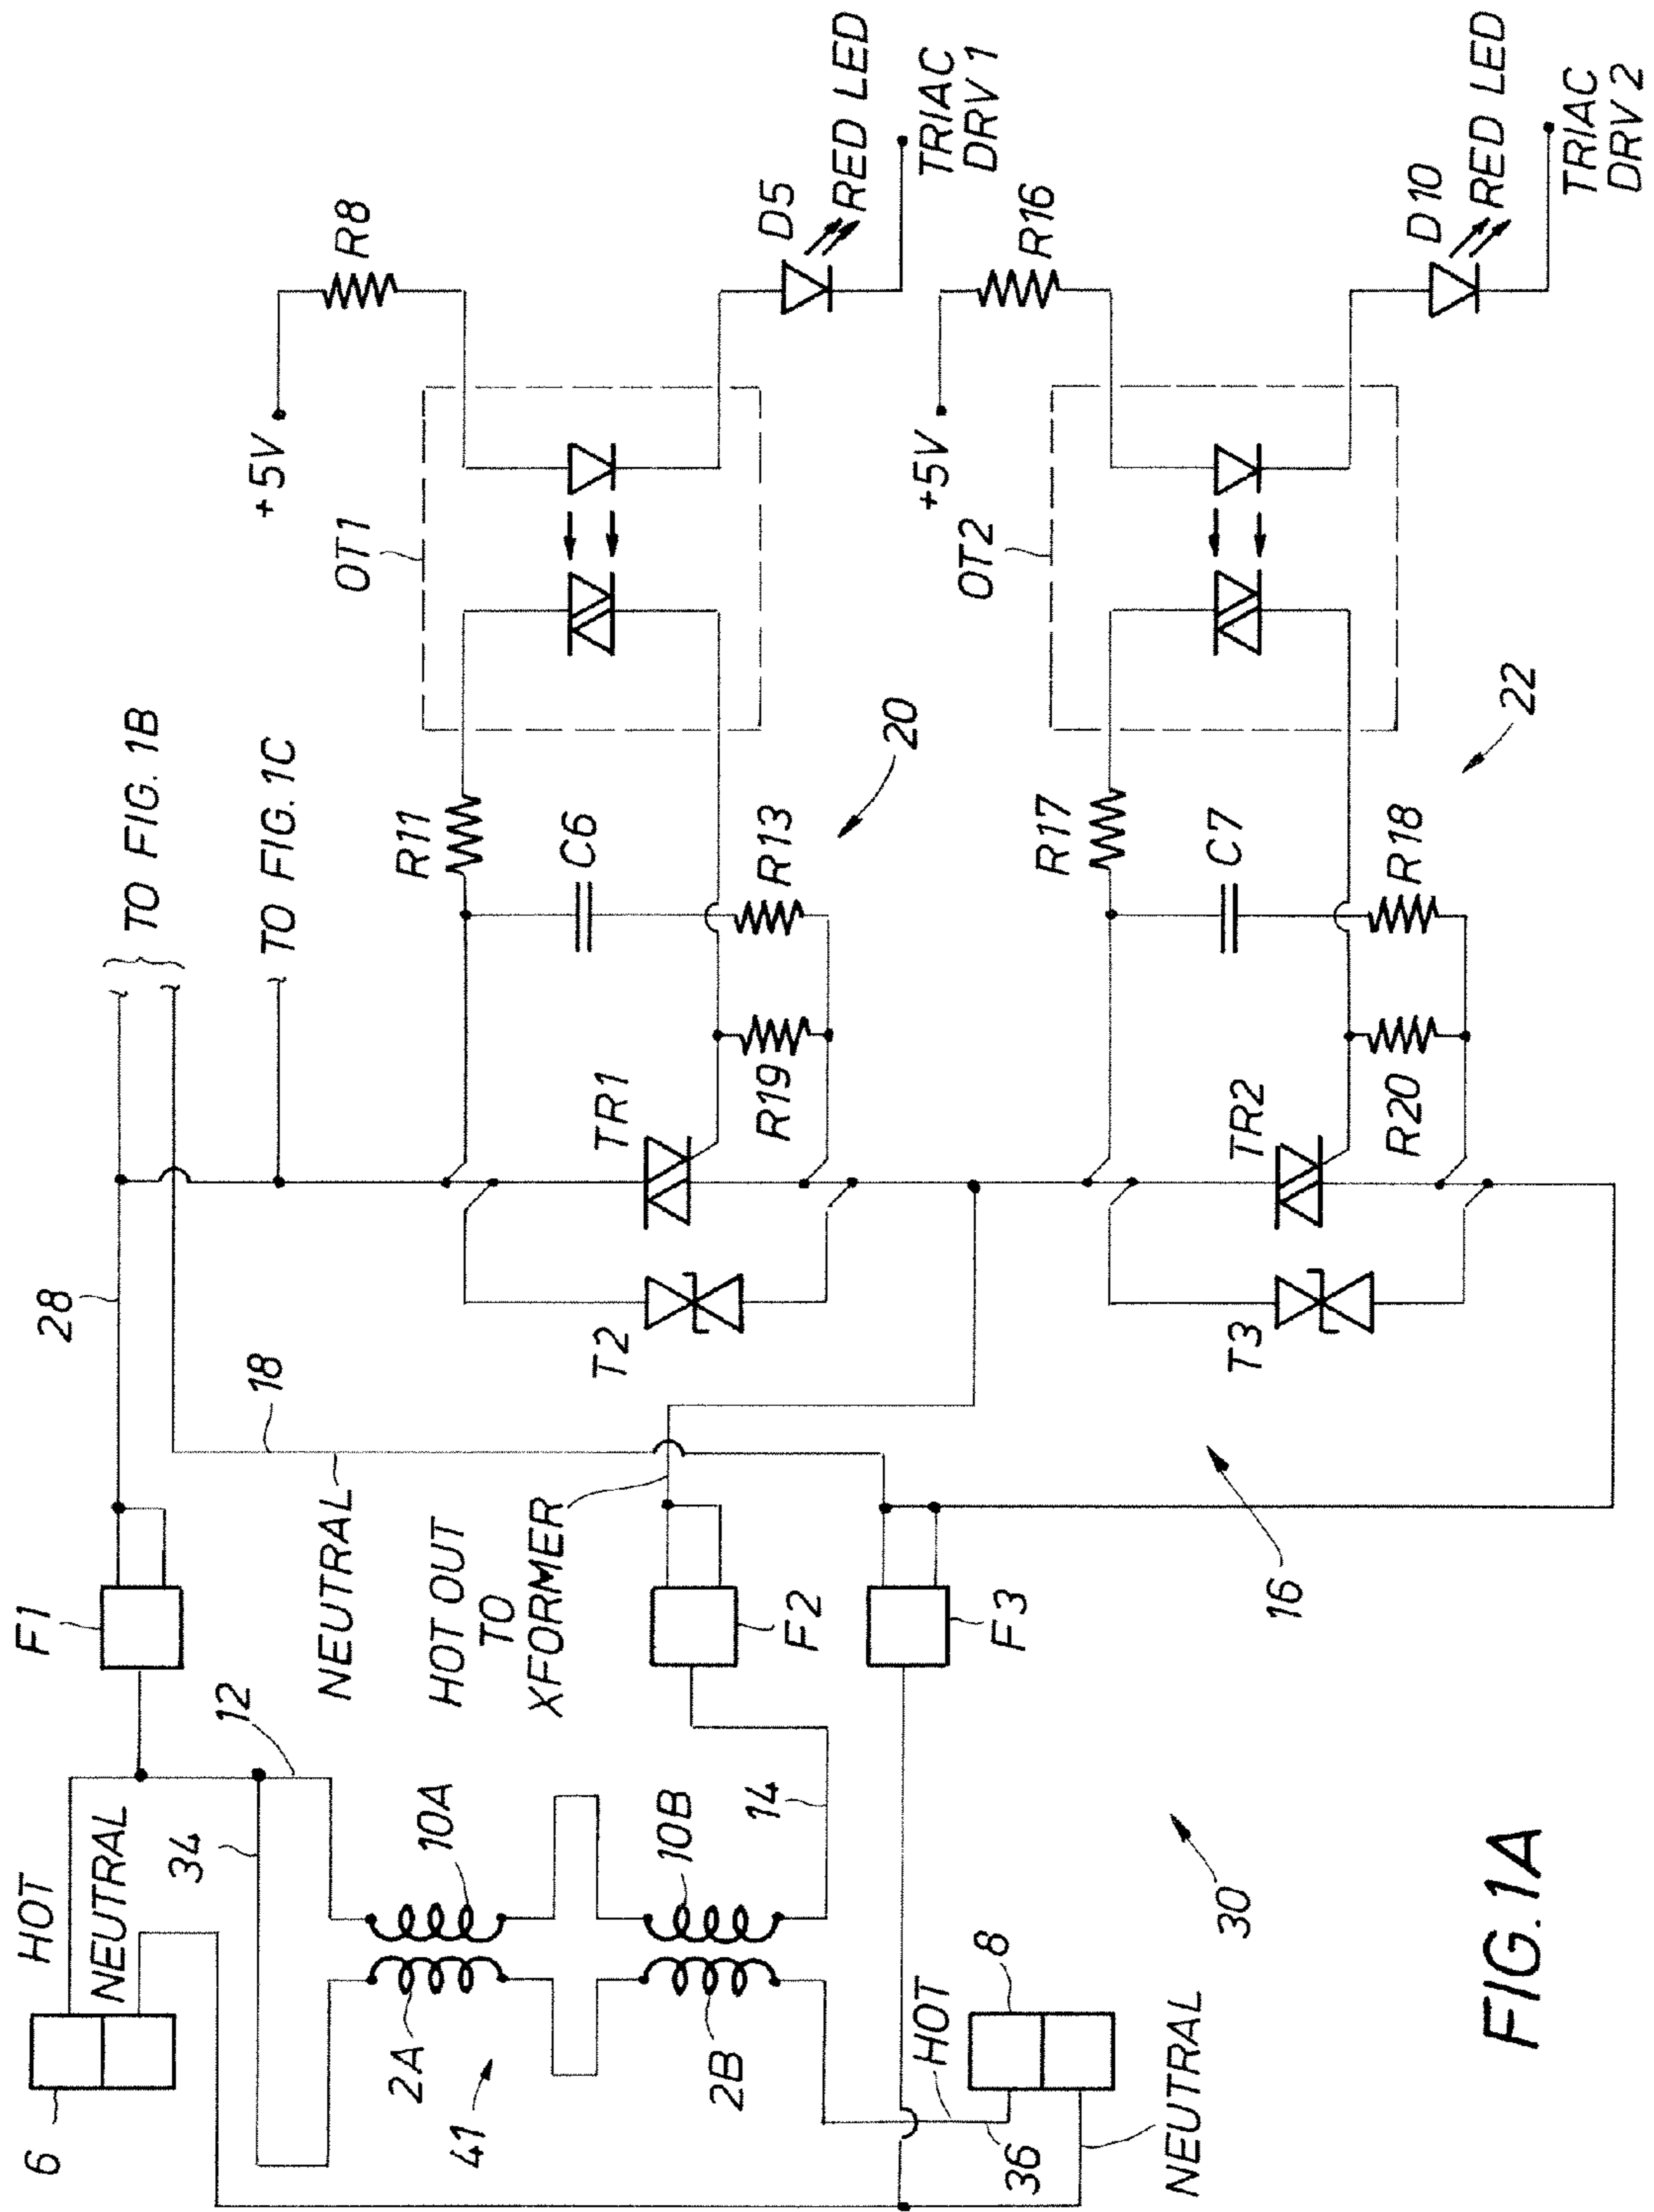 6
HOT
NEUTRAL
34
12
F1
28
TO FIG. 1B
TO FIG. 1C
18
NEUTRAL
2A
10A
41
2B
10B
14
HOT OUT
TO
XFORMER
F2
F3
HOT
8
36
NEUTRAL
30
16
T2
TR1
R19
R11
C6
R13
20
OT1
+5V
R8
D5
RED LED
TRIAC
DRV 1
T3
TR2
R20
R17
C7
R18
22
OT2
+5V
R16
D10
RED LED
TRIAC
DRV 2
FIG. 1A